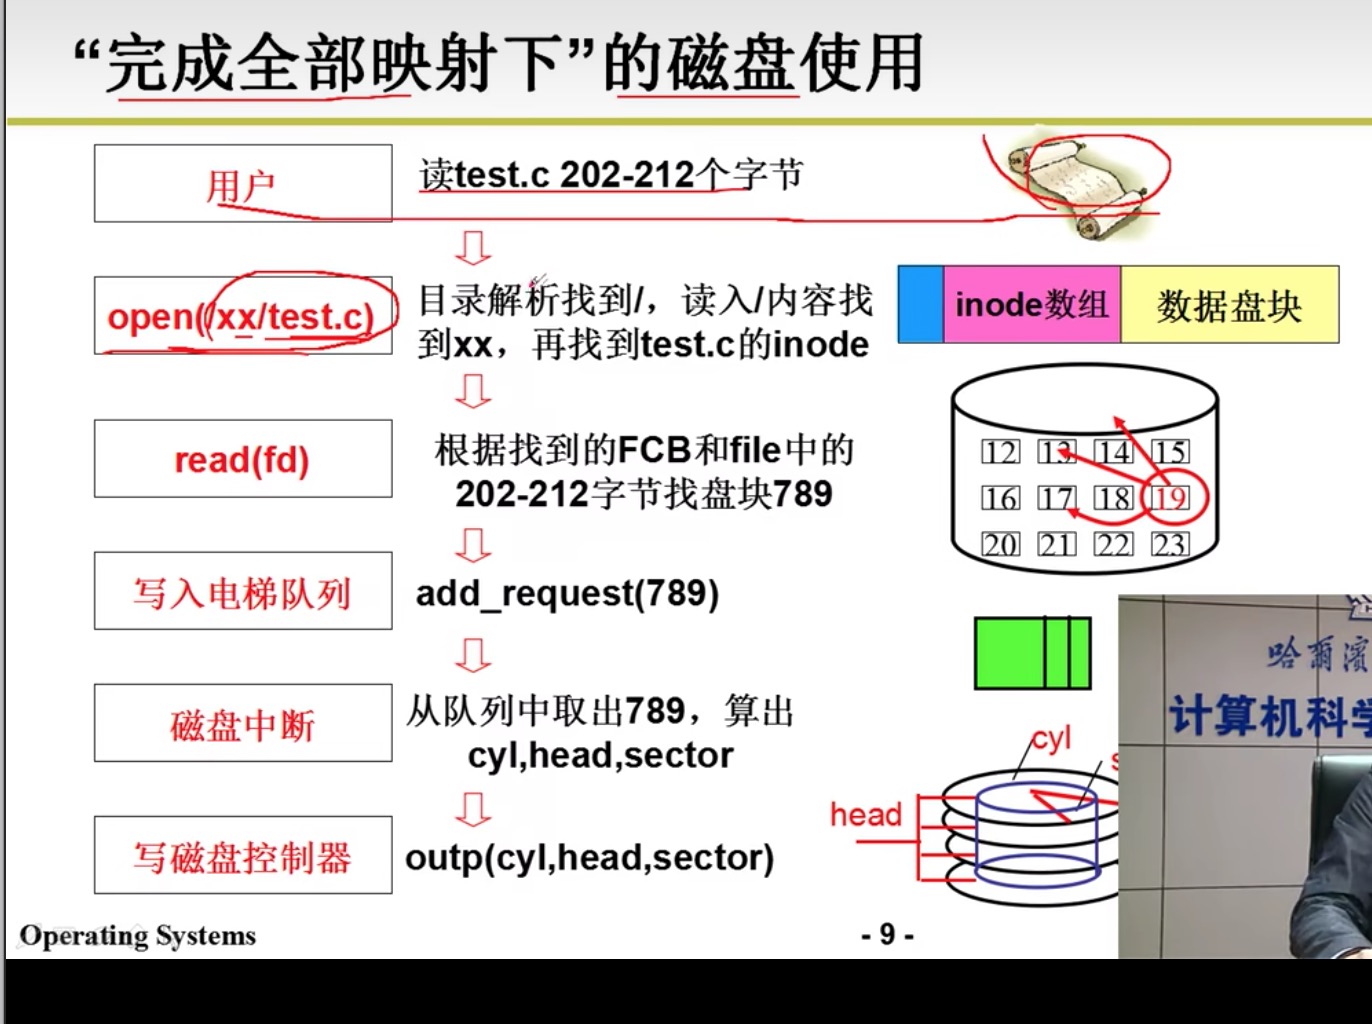 “完成全部映射下”的磁盘使用
用户
读test.c 202-212个字节
open(/xx/test.c)
目录解析找到/，读入/内容找
到xx，再找到test.c的inode
inode数组
数据盘块
read(fd)
根据找到的FCB和file中的
202-212字节找盘块789
12 13 14 15
16 17 18 19
20 21 22 23
写入电梯队列
add_request(789)
磁盘中断
从队列中取出789，算出
cyl,head,sector
写磁盘控制器
outp(cyl,head,sector)
cyl
s
head
哈爾濱
计算机科学
Operating Systems
- 9 -